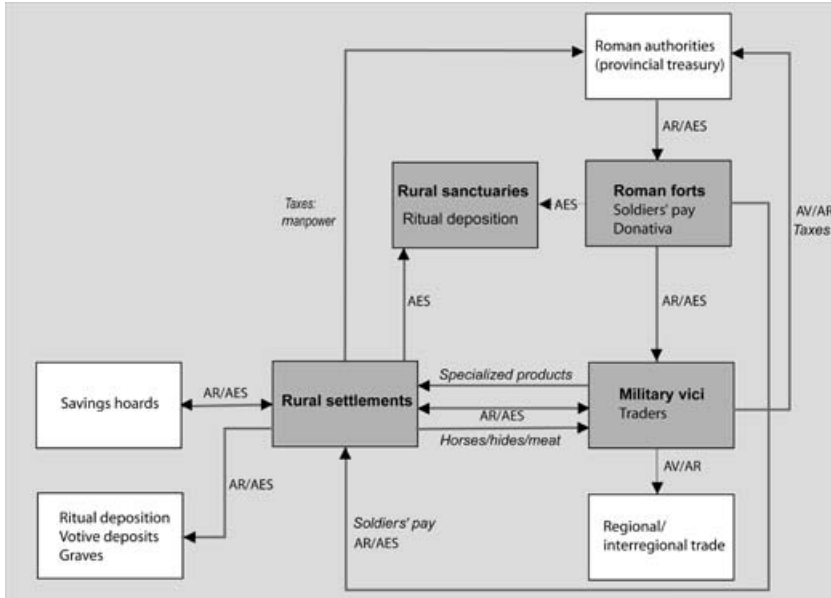 Roman authorities
(provincial treasury)
AR/AES
Rural sanctuaries
Ritual deposition
AES
Roman forts
Soldiers' pay
Donativa
Taxes:
manpower
AV/AR
Taxes
AES
AR/AES
Savings hoards
AR/AES
Rural settlements
Specialized products
AR/AES
Horses/hides/meat
Military vici
Traders
AR/AES
AV/AR
Ritual deposition
Votive deposits
Graves
Soldiers' pay
AR/AES
Regional/
interregional trade